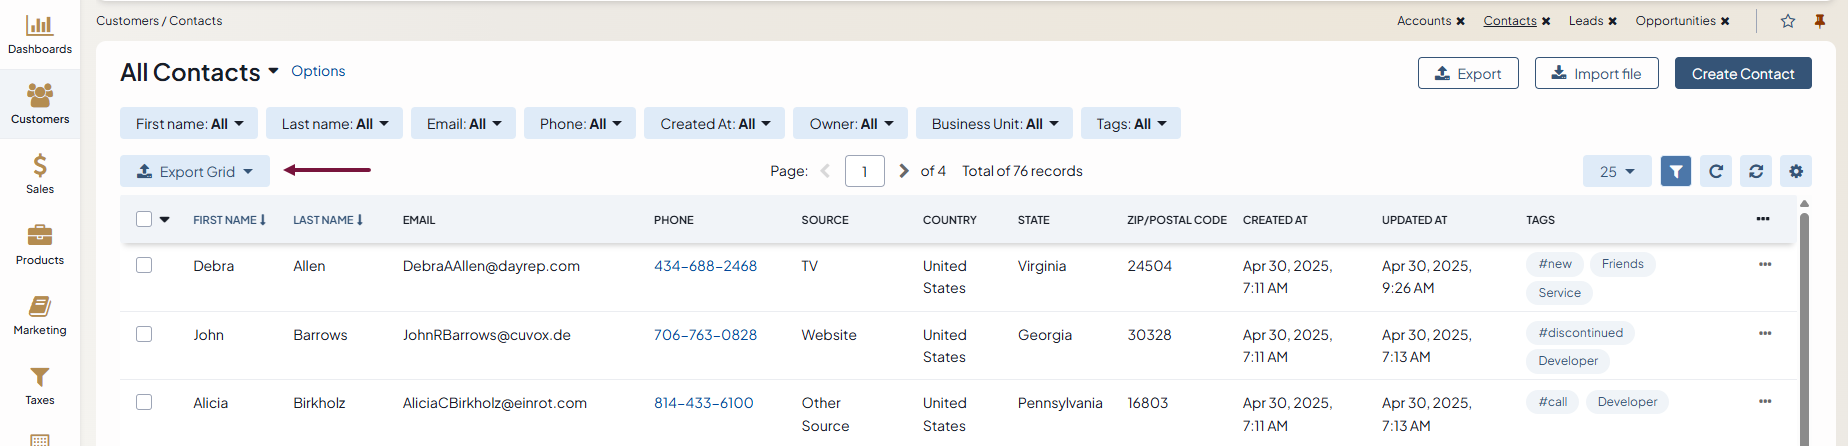 Customers / Contacts
Accounts ✖ Contacts ✖ Leads ✖ Opportunities ✖
Dashboards
Customers
Sales
Products
Marketing
Taxes
All Contacts Options
Export Import file Create Contact
First name: All Last name: All Email: All Phone: All Created At: All Owner: All Business Unit: All Tags: All
Export Grid Page: 1 of 4 Total of 76 records 25
FIRST NAME LAST NAME EMAIL PHONE SOURCE COUNTRY STATE ZIP/POSTAL CODE CREATED AT UPDATED AT TAGS
Debra Allen DebraAAllen@dayrep.com 434-688-2468 TV United Virginia 24504 Apr 30, 2025, Apr 30, 2025, #new Friends
States 7:11 AM 9:26 AM Service
John Barrows JohnRBarrows@cuvox.de 706-763-0828 Website United Georgia 30328 Apr 30, 2025, Apr 30, 2025, #discontinued
States 7:11 AM 7:13 AM Developer
Alicia Birkholz AliciaCBirkholz@einrot.com 814-433-6100 Other United Pennsylvania 16803 Apr 30, 2025, Apr 30, 2025, #call Developer
Source States 7:11 AM 7:13 AM